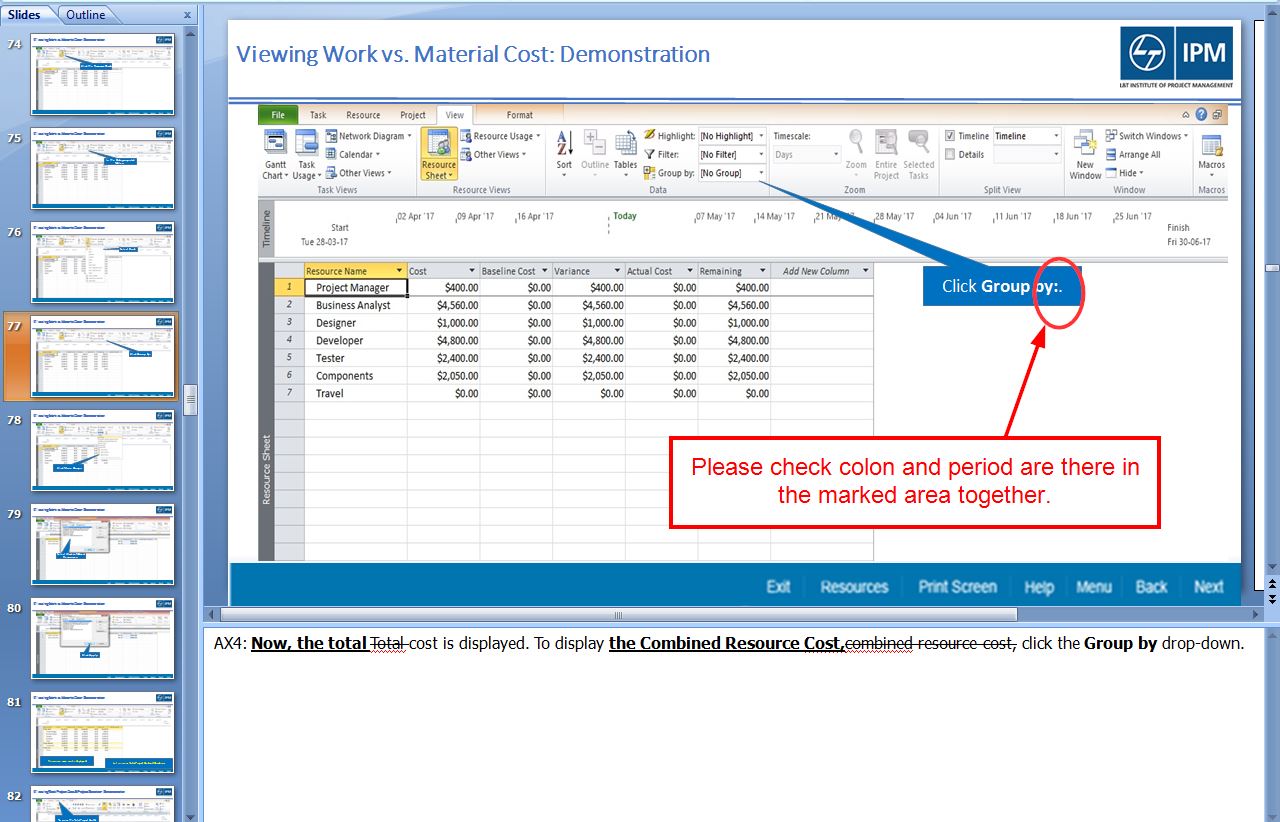 Slides Outline x
74
75
76
77
78
79
80
81
82
Viewing Work vs. Material Cost: Demonstration
LT IPM
L&T INSTITUTE OF PROJECT MANAGEMENT
File Task Resource Project View Format
Gantt Chart
Task Usage
Network Diagram
Calendar
Other Views
Task Views
Resource Sheet
Resource Usage
Other Views
Resource Views
Sort
Outline
Tables
Highlight: [No Highlight]
Filter: [No Filter]
Group by: [No Group]
Data
Timescale:
Days
Zoom
Entire Project
Selected Tasks
Zoom
Timeline Timeline
Details
Split View
New Window
Switch Windows
Arrange All
Hide
Window
Macros
Macros
Timeline
02 Apr '17 09 Apr '17 16 Apr '17 Today 07 May '17 14 May '17 21 May '17 28 May '17 04 Jun '17 11 Jun '17 18 Jun '17 25 Jun '17
Start
Tue 28-03-17
Finish
Fri 30-06-17
Resource Name Cost Baseline Cost Variance Actual Cost Remaining Add New Column
1 Project Manager $400.00 $0.00 $400.00 $0.00 $400.00
2 Business Analyst $4,560.00 $0.00 $4,560.00 $0.00 $4,560.00
3 Designer $1,000.00 $0.00 $1,000.00 $0.00 $1,000.00
4 Developer $4,800.00 $0.00 $4,800.00 $0.00 $4,800.00
5 Tester $2,400.00 $0.00 $2,400.00 $0.00 $2,400.00
6 Components $2,050.00 $0.00 $2,050.00 $0.00 $2,050.00
7 Travel $0.00 $0.00 $0.00 $0.00 $0.00
Resource Sheet
Click Group by:.
Please check colon and period are there in
the marked area together.
Exit Resources Print Screen Help Menu Back Next
AX4: Now, the total Total cost is displayed. To display the Combined Resource Cost,combined resource cost, click the Group by drop-down.